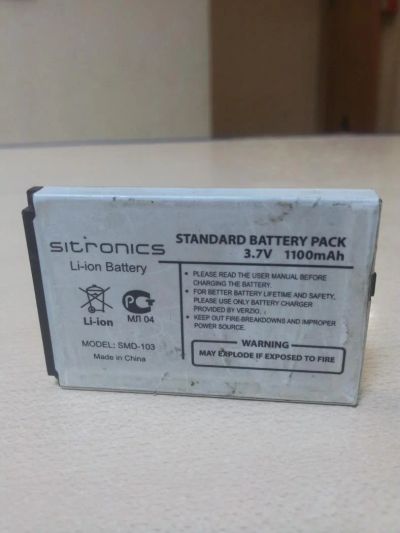 sitronics
Li-ion Battery
Li-ion
РС
МЛ 04
MODEL: SMD-103
Made in China
STANDARD BATTERY PACK
3.7V 1100mAh
• PLEASE READ THE USER MANUAL BEFORE
CHARGING.
• FOR BETTER BATTERY LIFETIME AND SAFETY,
PLEASE USE ONLY BATTERY CHARGER
PROVIDED BY VERZIO.
• KEEP OUT FIRE-BREAKDOWNS AND IMPROPER
POWER SOURCE.
WARNING
MAY EXPLODE IF EXPOSED TO FIRE